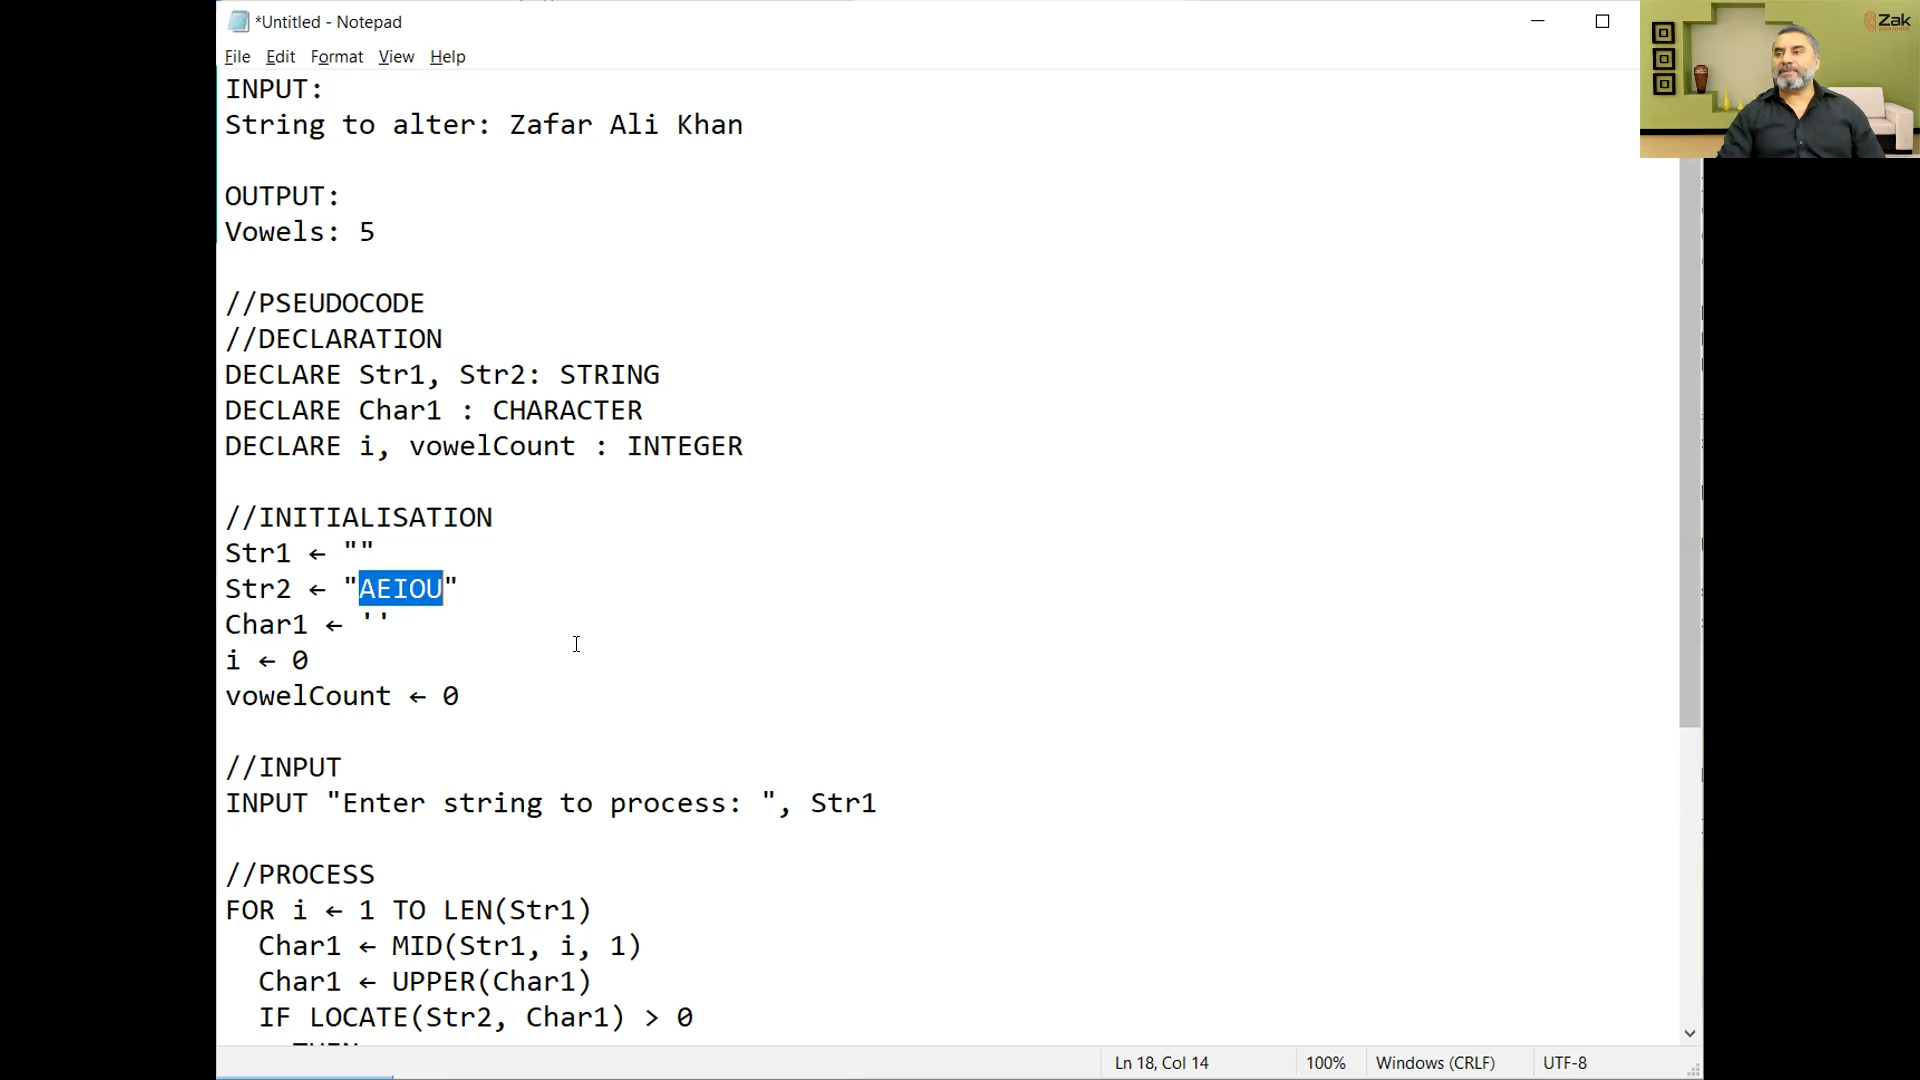 *Untitled - Notepad
File Edit Format View Help
INPUT:
String to alter: Zafar Ali Khan
OUTPUT:
Vowels: 5
//PSEUDOCODE
//DECLARATION
DECLARE Str1, Str2: STRING
DECLARE Char1 : CHARACTER
DECLARE i, vowelCount : INTEGER
//INITIALISATION
Str1 ← ""
Str2 ← "AEIOU"
Char1 ← ''
i ← 0
vowelCount ← 0
//INPUT
INPUT "Enter string to process: ", Str1
//PROCESS
FOR i ← 1 TO LEN(Str1)
  Char1 ← MID(Str1, i, 1)
  Char1 ← UPPER(Char1)
  IF LOCATE(Str2, Char1) > 0
    THEN
Ln 18, Col 14 100% Windows (CRLF) UTF-8
Zak